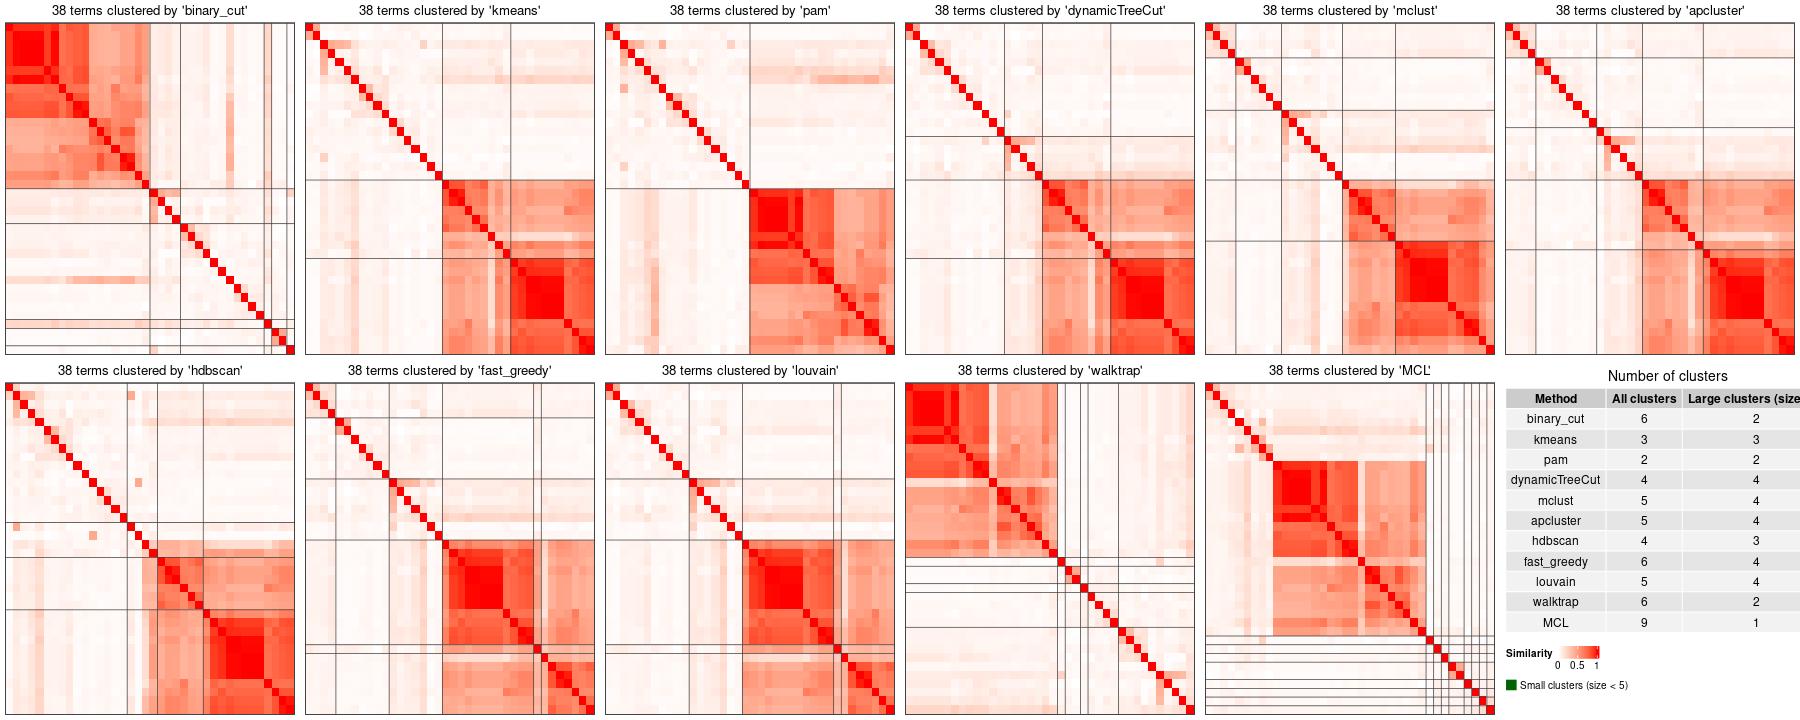 38 terms clustered by 'binary_cut'
38 terms clustered by 'kmeans'
38 terms clustered by 'pam'
38 terms clustered by 'dynamicTreeCut'
38 terms clustered by 'mclust'
38 terms clustered by 'apcluster'
38 terms clustered by 'hdbscan'
38 terms clustered by 'fast_greedy'
38 terms clustered by 'louvain'
38 terms clustered by 'walktrap'
38 terms clustered by 'MCL'
Number of clusters
Method All clusters Large clusters (size
binary_cut 6 2
kmeans 3 3
pam 2 2
dynamicTreeCut 4 4
mclust 5 4
apcluster 5 4
hdbscan 4 3
fast_greedy 6 4
louvain 5 4
walktrap 6 2
MCL 9 1
Similarity
0 0.5 1
Small clusters (size < 5)